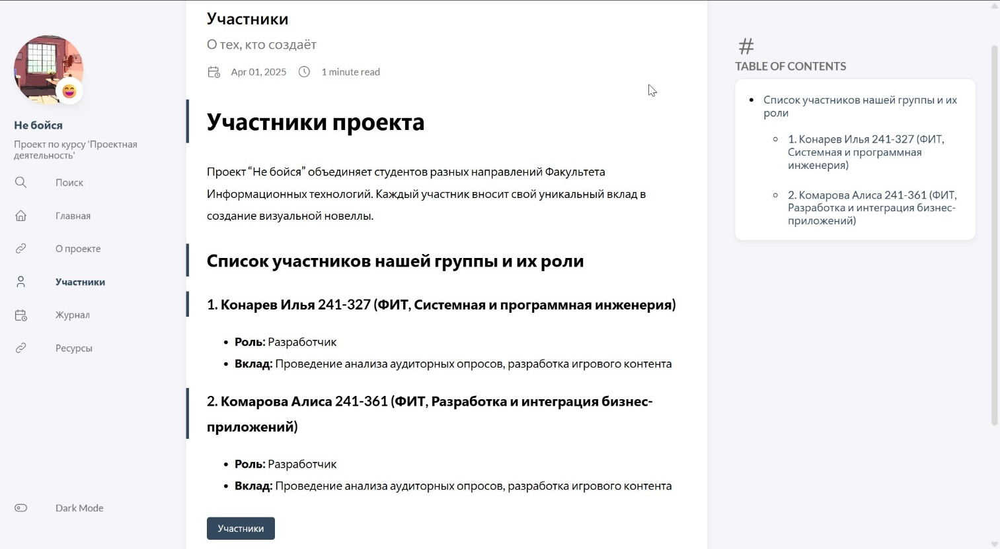 Не бойся
Проект по курсу 'Проектная
деятельность'
Поиск
Главная
О проекте
Участники
Журнал
Ресурсы
Dark Mode
Участники
О тех, кто создаёт
Apr 01, 2025 1 minute read
Участники проекта
Проект “Не бойся” объединяет студентов разных направлений Факультета
Информационных технологий. Каждый участник вносит свой уникальный вклад в
создание визуальной новеллы.
Список участников нашей группы и их роли
1. Конарев Илья 241-327 (ФИТ, Системная и программная инженерия)
• Роль: Разработчик
• Вклад: Проведение анализа аудиторных опросов, разработка игрового контента
2. Комарова Алиса 241-361 (ФИТ, Разработка и интеграция бизнес-
приложений)
• Роль: Разработчик
• Вклад: Проведение анализа аудиторных опросов, разработка игрового контента
Участники
#
TABLE OF CONTENTS
• Список участников нашей группы и их
роли
◦ 1. Конарев Илья 241-327 (ФИТ,
Системная и программная
инженерия)
◦ 2. Комарова Алиса 241-361 (ФИТ,
Разработка и интеграция бизнес-
приложений)